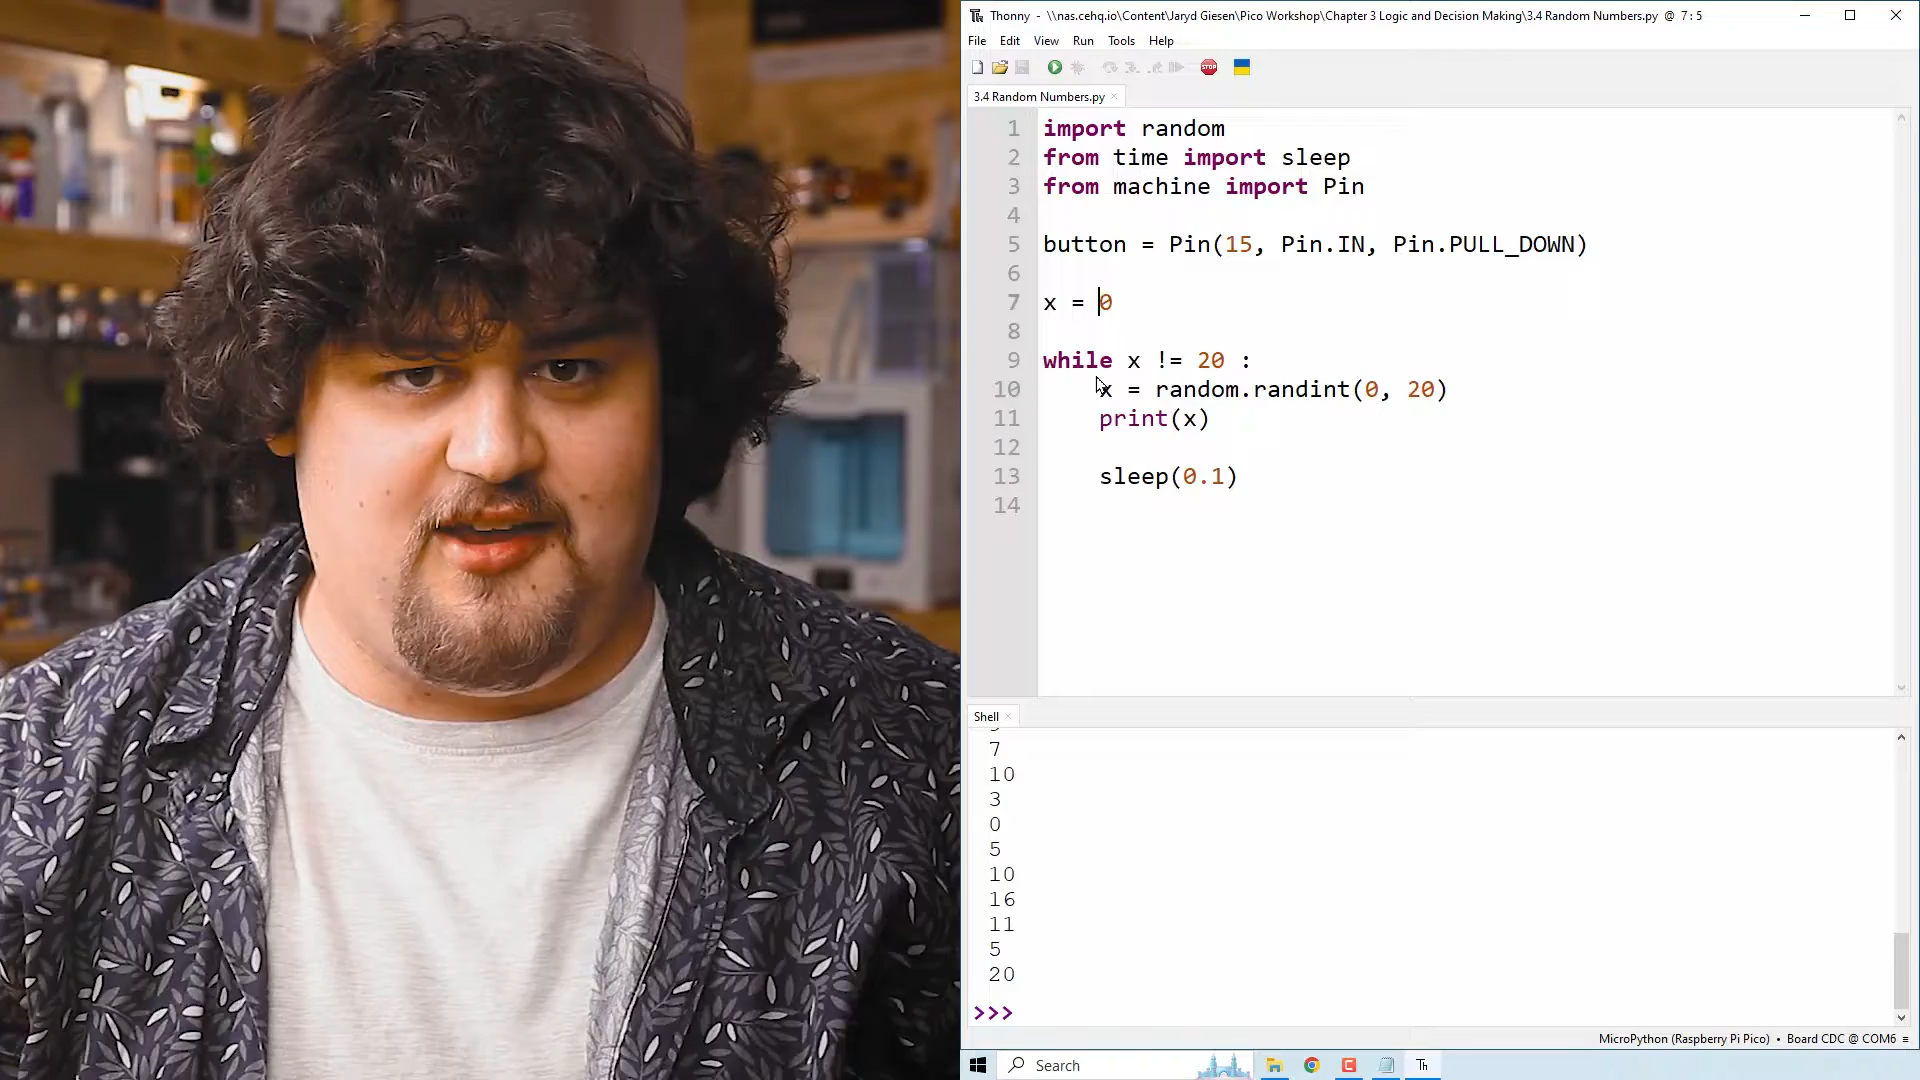 Thonny - \\nas.cehq.io\Content\Jaryd Giesen\Pico Workshop\Chapter 3 Logic and Decision Making\3.4 Random Numbers.py @ 7 : 5
File Edit View Run Tools Help
STOP
3.4 Random Numbers.py ×
1 import random
2 from time import sleep
3 from machine import Pin
4
5 button = Pin(15, Pin.IN, Pin.PULL_DOWN)
6
7 x = 0
8
9 while x != 20 :
10 x = random.randint(0, 20)
11 print(x)
12
13 sleep(0.1)
14
Shell ×
7
10
3
0
5
10
16
11
5
20
>>>
MicroPython (Raspberry Pi Pico) • Board CDC @ COM6 ≡
Search
Th